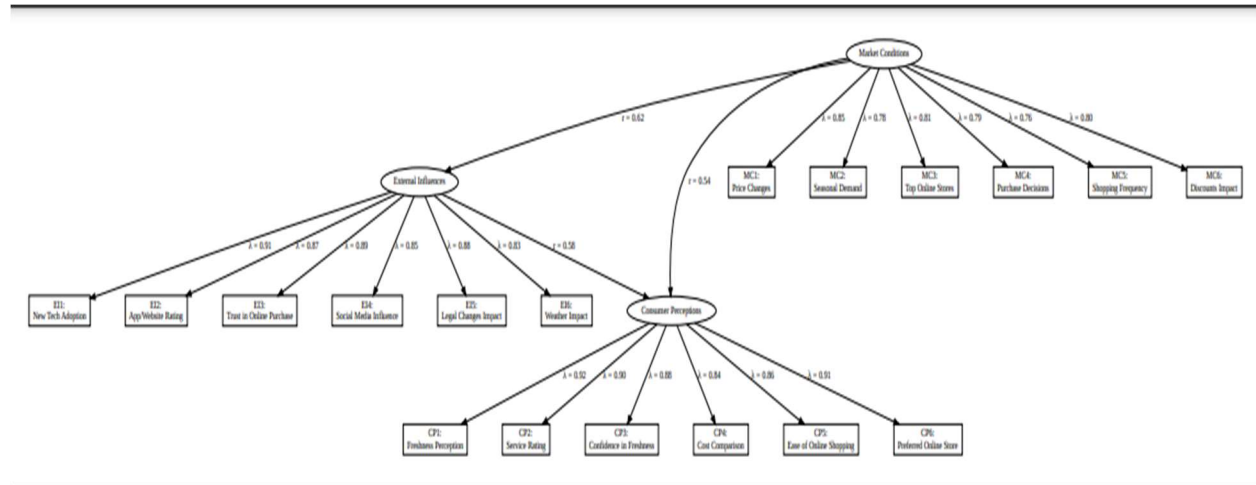 Market Conditions
r = 0.62
λ = 0.85
λ = 0.78
λ = 0.81
λ = 0.79
λ = 0.76
λ = 0.80
r = 0.54
External Influences
MC1:
Price Changes
MC2:
Seasonal Demand
MC3:
Top Online Stores
MC4:
Purchase Decisions
MC5:
Shopping Frequency
MC6:
Discounts Impact
λ = 0.91
λ = 0.87
λ = 0.89
λ = 0.85
λ = 0.88
λ = 0.83
r = 0.58
EI1:
New Tech Adoption
EI2:
App/Website Rating
EI3:
Trust in Online Purchase
EI4:
Social Media Influence
EI5:
Legal Changes Impact
EI6:
Weather Impact
Consumer Perceptions
λ = 0.92
λ = 0.90
λ = 0.88
λ = 0.84
λ = 0.86
λ = 0.91
CP1:
Freshness Perception
CP2:
Service Rating
CP3:
Confidence in Freshness
CP4:
Cost Comparison
CP5:
Ease of Online Shopping
CP6:
Preferred Online Store